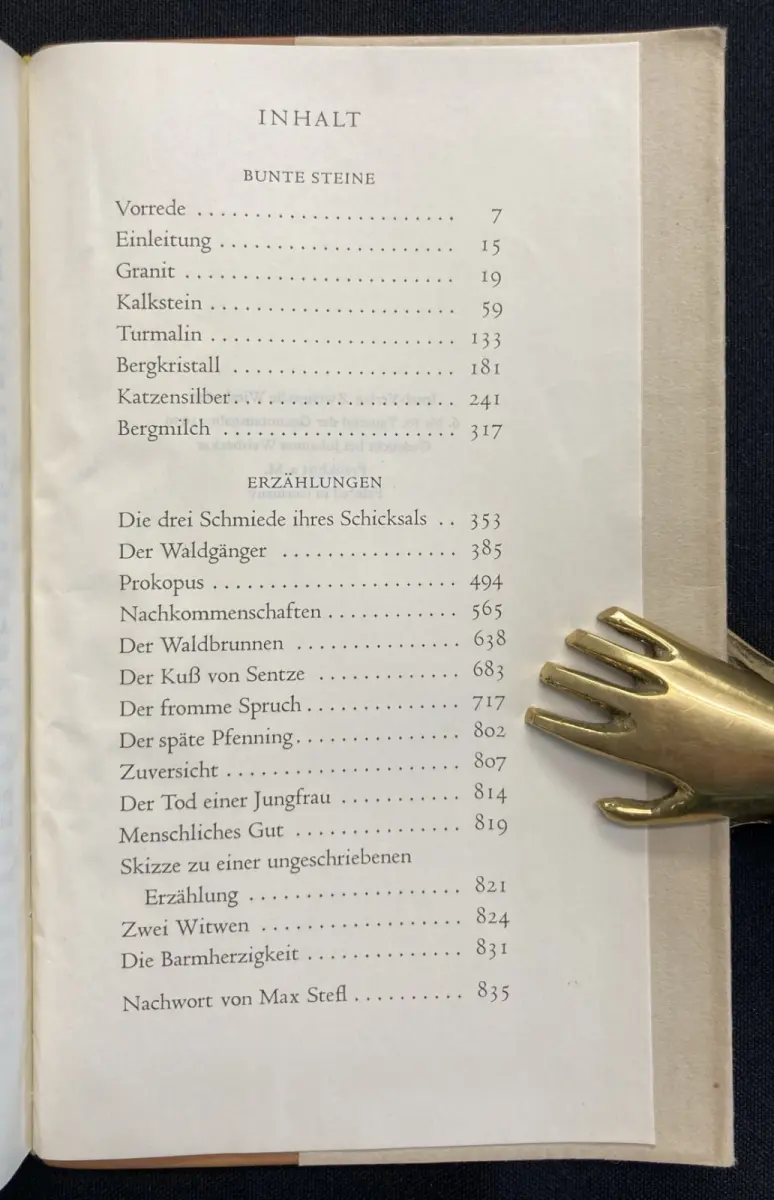 INHALT
BUNTE STEINE
Vorrede ........................ 7
Einleitung ...................... 15
Granit ......................... 19
Kalkstein ....................... 59
Turmalin ....................... 133
Bergkristall .................... 181
Katzensilber .................... 241
Bergmilch ...................... 317
ERZÄHLUNGEN
Die drei Schmiede ihres Schicksals .. 353
Der Waldgänger ................ 385
Prokopus ....................... 494
Nachkommenschaften ............ 565
Der Waldbrunnen ............... 638
Der Kuß von Sentze ............. 683
Der fromme Spruch .............. 717
Der späte Pfenning ............... 802
Zuversicht ...................... 807
Der Tod einer Jungfrau ........... 814
Menschliches Gut ................ 819
Skizze zu einer ungeschriebenen
Erzählung .................... 821
Zwei Witwen ................... 824
Die Barmherzigkeit .............. 831
Nachwort von Max Stefl .......... 835